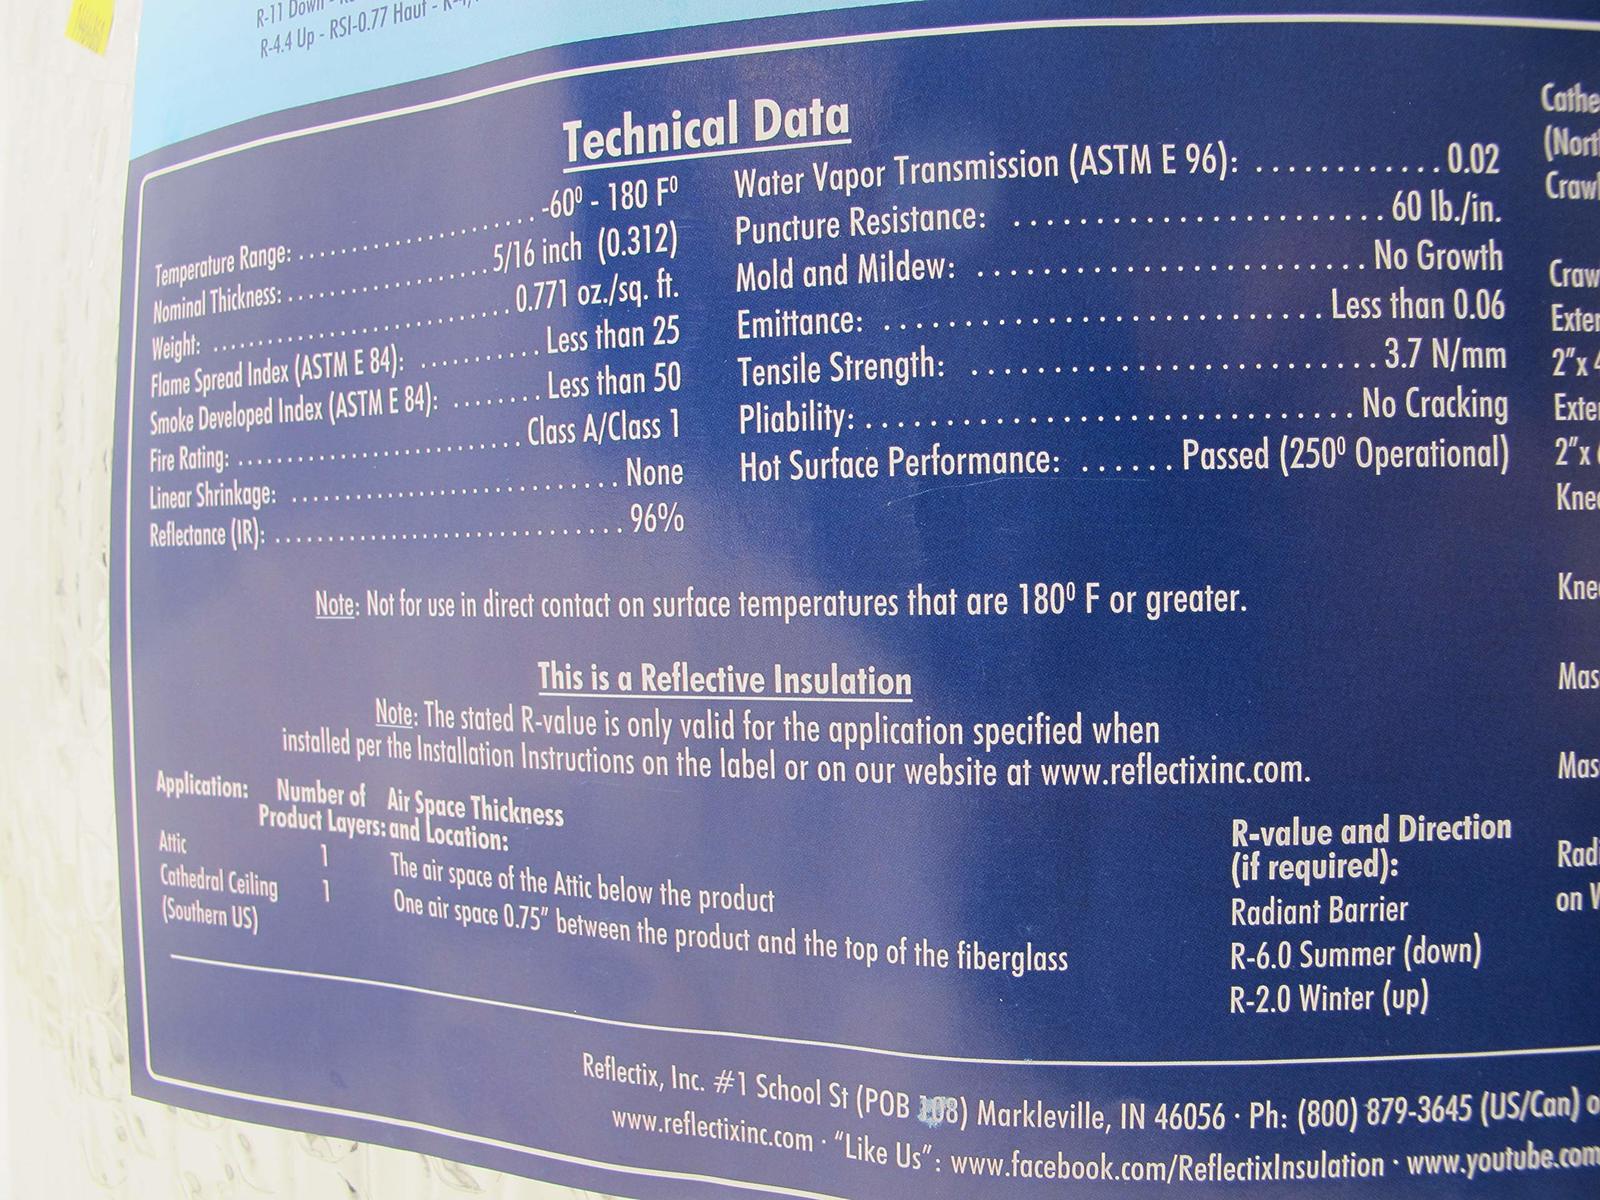 R-11 Down -
R-4.4 Up - RSI-0.77 Haut -
Technical Data
Temperature Range: .................... -60⁰ - 180 F⁰
Nominal Thickness: .................... 5/16 inch (0.312)
Weight: .............................. 0.771 oz./sq. ft.
Flame Spread Index (ASTM E 84): .......... Less than 25
Smoke Developed Index (ASTM E 84): ........ Less than 50
Fire Rating: ........................ Class A/Class 1
Linear Shrinkage: ........................ None
Reflectance (IR): ........................ 96%
Water Vapor Transmission (ASTM E 96): ............ 0.02
Puncture Resistance: ........................ 60 lb./in.
Mold and Mildew: ........................ No Growth
Emittance: ............................ Less than 0.06
Tensile Strength: ........................ 3.7 N/mm
Pliability: .............................. No Cracking
Hot Surface Performance: ...... Passed (250⁰ Operational)
Note: Not for use in direct contact on surface temperatures that are 180⁰ F or greater.
This is a Reflective Insulation
Note: The stated R-value is only valid for the application specified when
installed per the Installation Instructions on the label or on our website at www.reflectixinc.com.
Application: Number of Product Layers: Air Space Thickness and Location: R-value and Direction (if required):
Attic 1 The air space of the Attic below the product Radiant Barrier
Cathedral Ceiling 1 One air space 0.75" between the product and the top of the fiberglass R-6.0 Summer (down)
(Southern US) R-2.0 Winter (up)
Reflectix, Inc. #1 School St (POB 108) Markleville, IN 46056 · Ph: (800) 879-3645 (US/Can)
www.reflectixinc.com · "Like Us": www.facebook.com/ReflectixInsulation · www.youtube.com
2"x
2"x
on